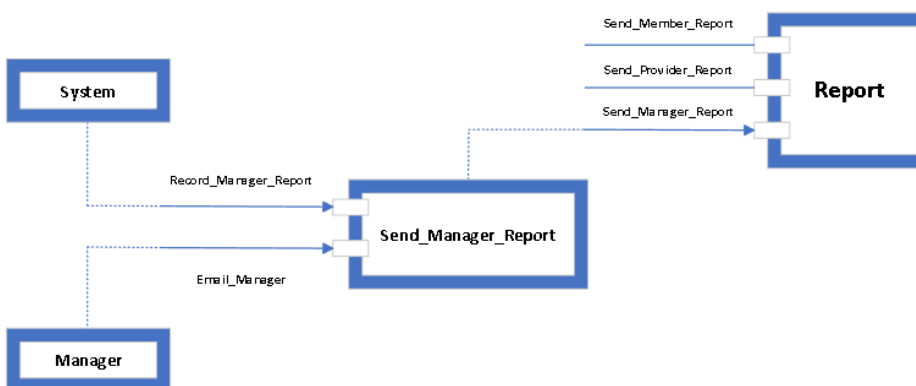 Send_Member_Report
System
Send_Provider_Report
Report
Send_Manager_Report
Record_Manager_Report
Send_Manager_Report
Email_Manager
Manager